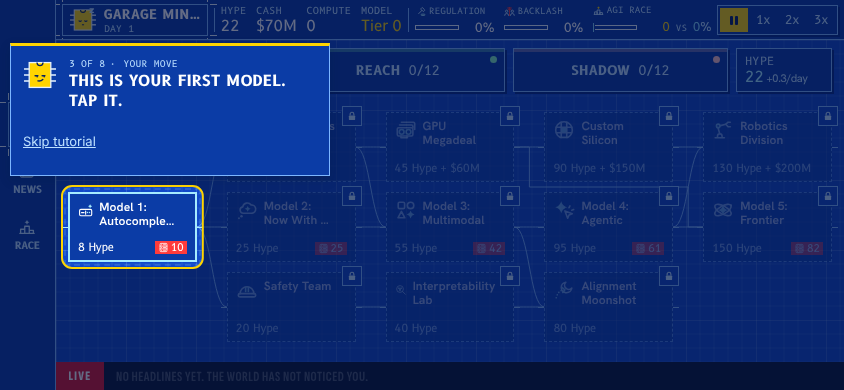 GARAGE MIN...
DAY 1
HYPE
22
CASH
$70M
COMPUTE
0
MODEL
Tier 0
REGULATION
0%
BACKLASH
0%
AGI RACE
0 vs 0%
1x
2x
3x
3 OF 8 · YOUR MOVE
THIS IS YOUR FIRST MODEL.
TAP IT.
Skip tutorial
REACH 0/12
SHADOW 0/12
HYPE
22 +0.3/day
NEWS
RACE
GPU
Megadeal
45 Hype + $60M
Custom
Silicon
90 Hype + $150M
Robotics
Division
130 Hype + $200M
Model 1:
Autocomple...
8 Hype
10
Model 2:
Now With ...
25 Hype
25
Model 3:
Multimodal
55 Hype
42
Model 4:
Agentic
95 Hype
61
Model 5:
Frontier
150 Hype
82
Safety Team
20 Hype
Interpretability
Lab
40 Hype
Alignment
Moonshot
80 Hype
LIVE
NO HEADLINES YET. THE WORLD HAS NOT NOTICED YOU.